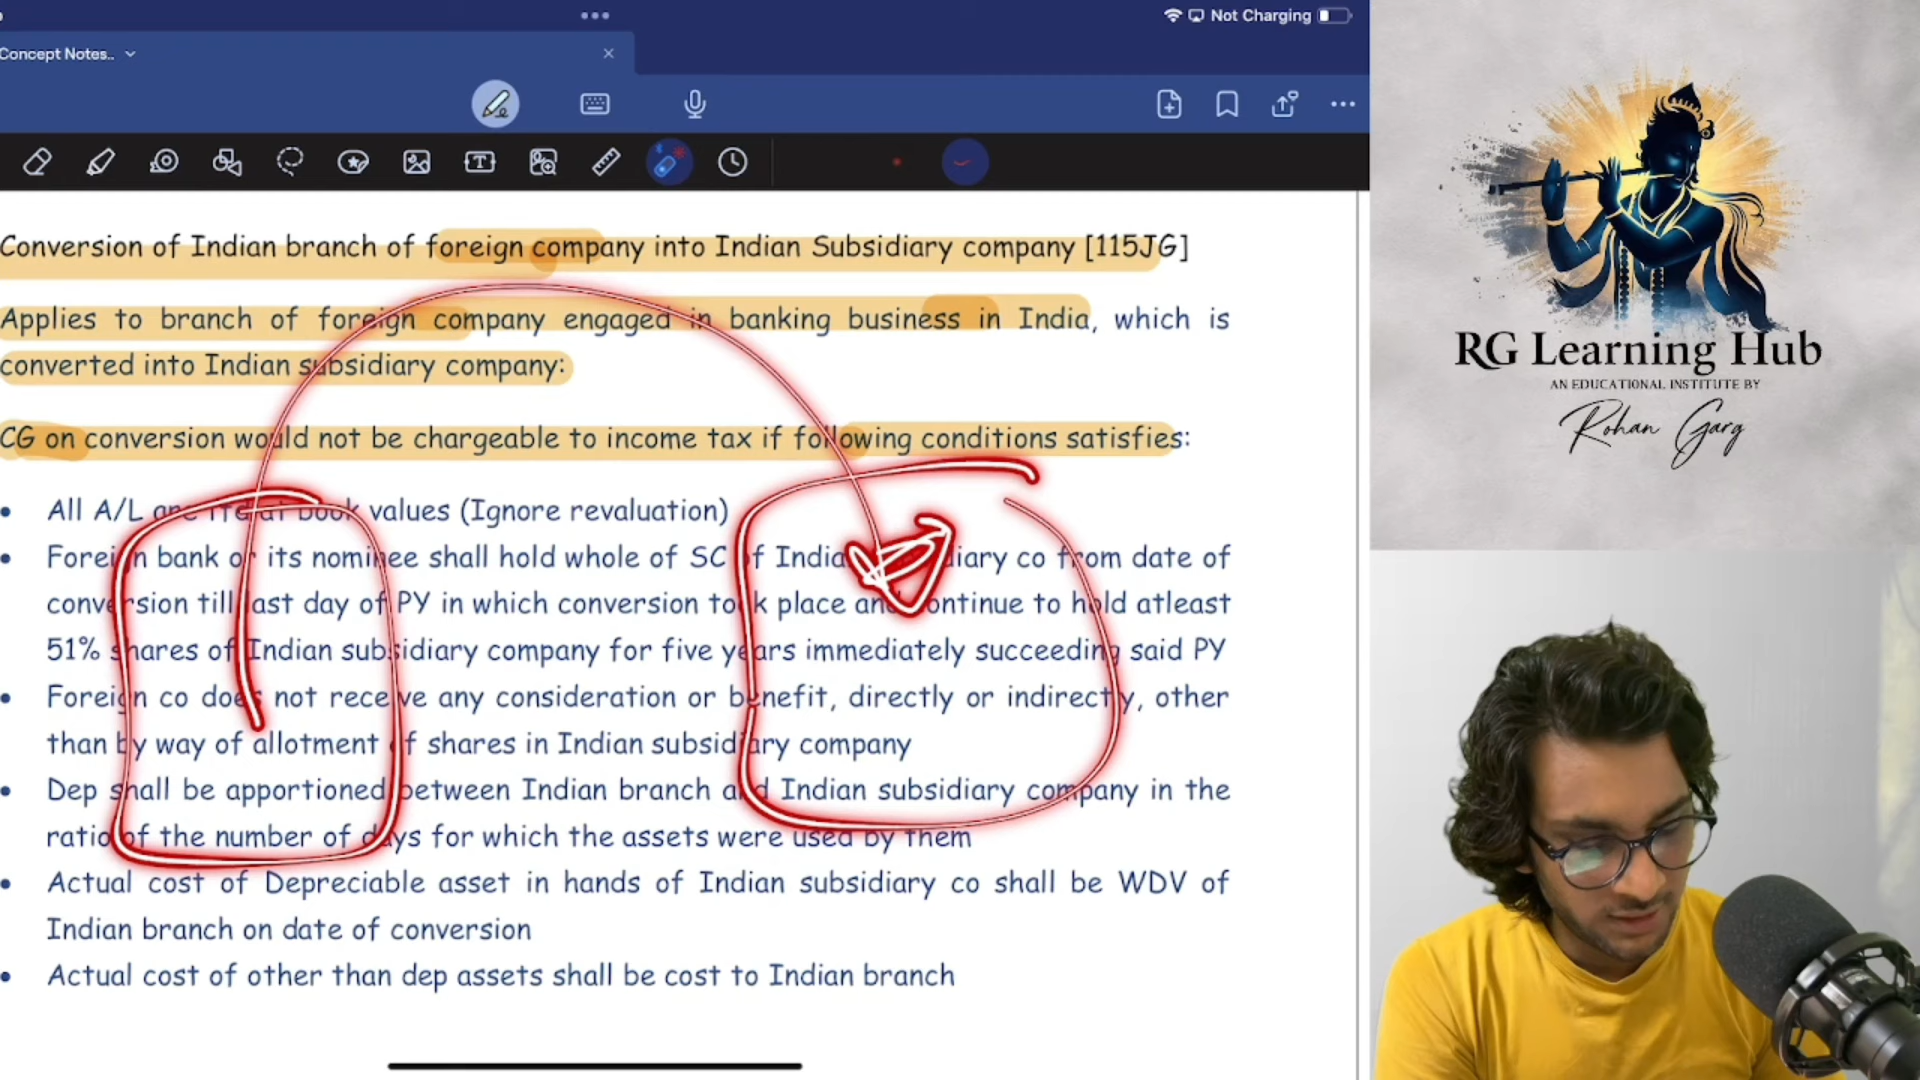 Not Charging
Concept Notes..
Conversion of Indian branch of foreign company into Indian Subsidiary company [115JG]
Applies to branch of foreign company engaged in banking business in India, which is
converted into Indian subsidiary company:
CG on conversion would not be chargeable to income tax if following conditions satisfies:
• All A/L are tfd at book values (Ignore revaluation)
• Foreign bank or its nominee shall hold whole of SC of Indian subsidiary co from date of
conversion till last day of PY in which conversion took place and continue to hold atleast
51% shares of Indian subsidiary company for five years immediately succeeding said PY
• Foreign co does not receive any consideration or benefit, directly or indirectly, other
than by way of allotment of shares in Indian subsidiary company
• Dep shall be apportioned between Indian branch and Indian subsidiary company in the
ratio of the number of days for which the assets were used by them
• Actual cost of Depreciable asset in hands of Indian subsidiary co shall be WDV of
Indian branch on date of conversion
• Actual cost of other than dep assets shall be cost to Indian branch
RG Learning Hub
AN EDUCATIONAL INSTITUTE BY
Rohan Garg